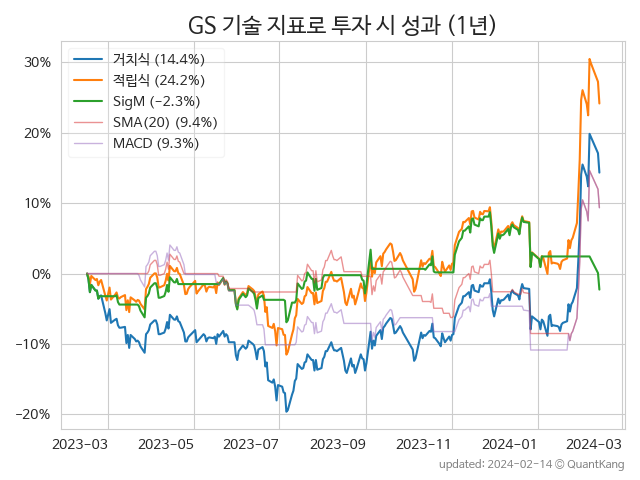 GS 기술 지표로 투자 시 성과 (1년)
거치식 (14.4%)
적립식 (24.2%)
SigM (−2.3%)
SMA(20) (9.4%)
MACD (9.3%)
30%
20%
10%
0%
−10%
−20%
2023-03 2023-05 2023-07 2023-09 2023-11 2024-01 2024-03
updated: 2024-02-14 © QuantKang